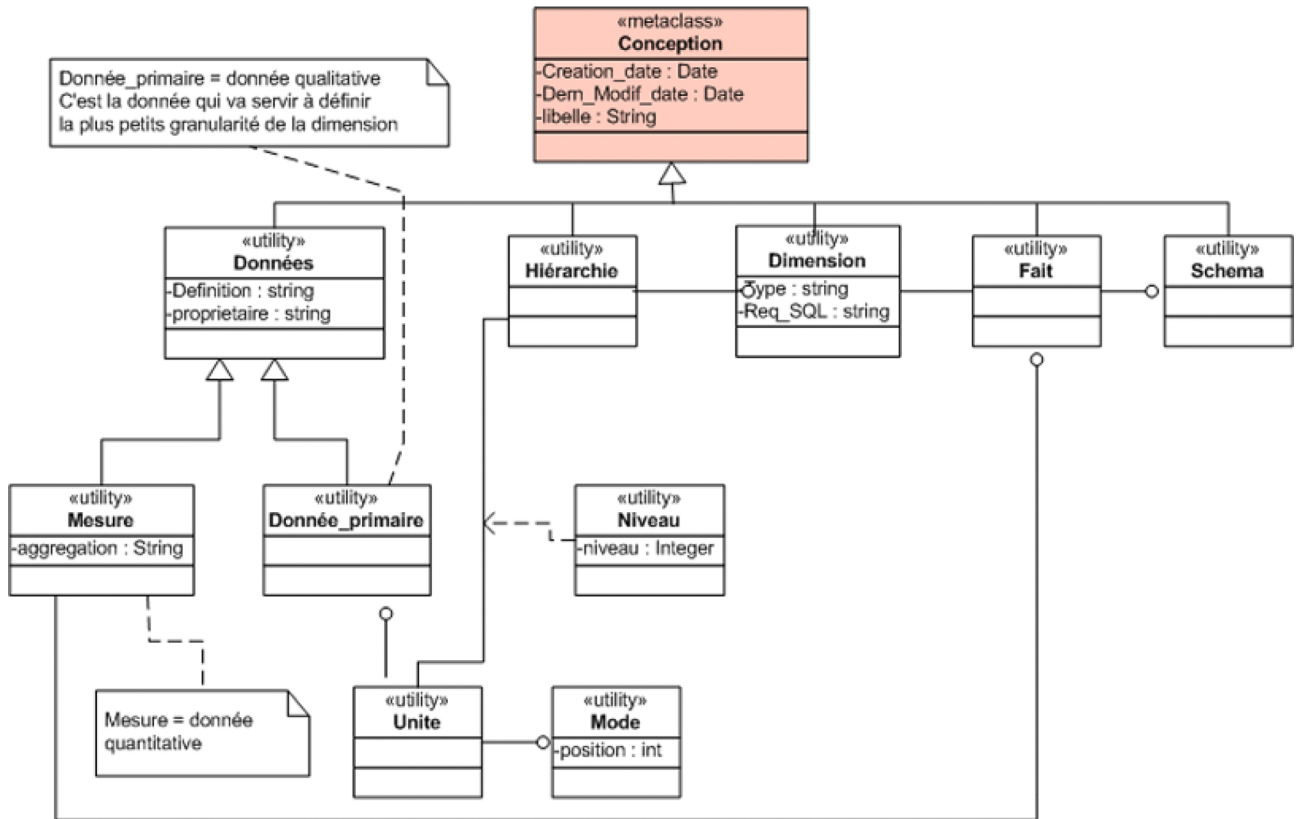 «metaclass»
Conception
-Creation_date : Date
-Dern_Modif_date : Date
-libelle : String
Donnée_primaire = donnée qualitative
C'est la donnée qui va servir à définir
la plus petits granularité de la dimension
«utility»
Données
-Definition : string
-proprietaire : string
«utility»
Hiérarchie
«utility»
Dimension
-Type : string
-Req_SQL : string
«utility»
Fait
«utility»
Schema
«utility»
Mesure
-aggregation : String
«utility»
Donnée_primaire
«utility»
Niveau
-niveau : Integer
Mesure = donnée
quantitative
«utility»
Unite
«utility»
Mode
-position : int